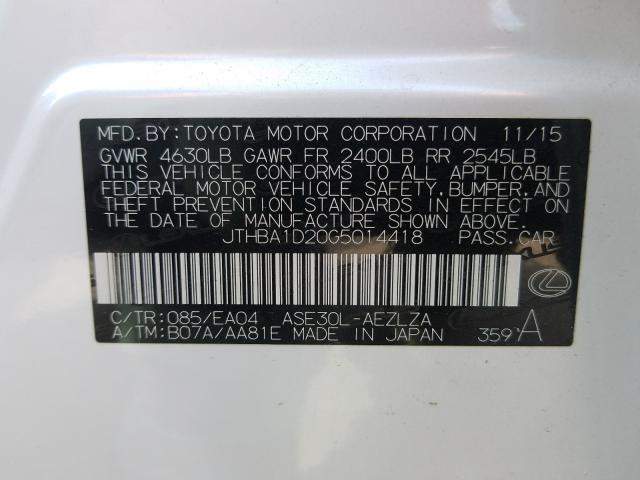 MFD. BY: TOYOTA MOTOR CORPORATION 11/15
GVWR 4630LB GAWR FR 2400LB RR 2545LB
THIS VEHICLE CONFORMS TO ALL APPLICABLE
FEDERAL MOTOR VEHICLE SAFETY, BUMPER, AND
THEFT PREVENTION STANDARDS IN EFFECT ON
THE DATE OF MANUFACTURE SHOWN ABOVE.
JTHBA1D20G5014418 PASS. CAR
C/TR: 085/EA04 ASE30L-AEZLZA
A/TM: B07A/AA81E MADE IN JAPAN 359 A